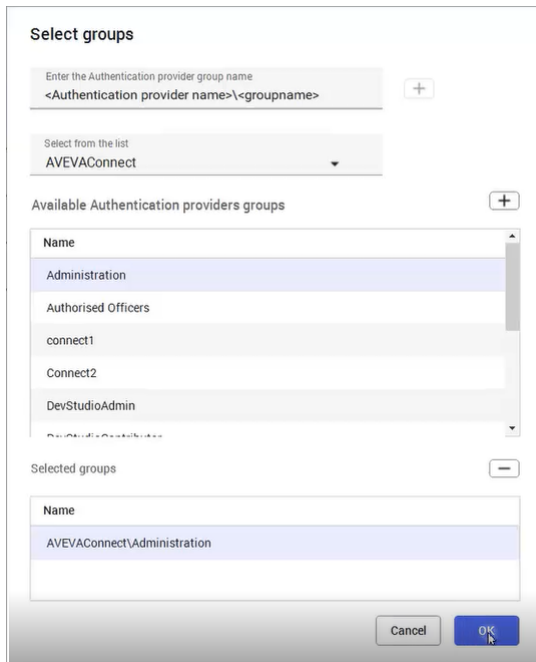 Select groups
Enter the Authentication provider group name
<Authentication provider name>\<groupname>
Select from the list
AVEVAConnect
Available Authentication providers groups
Name
Administration
Authorised Officers
connect1
Connect2
DevStudioAdmin
Selected groups
Name
AVEVAConnect\Administration
Cancel
OK